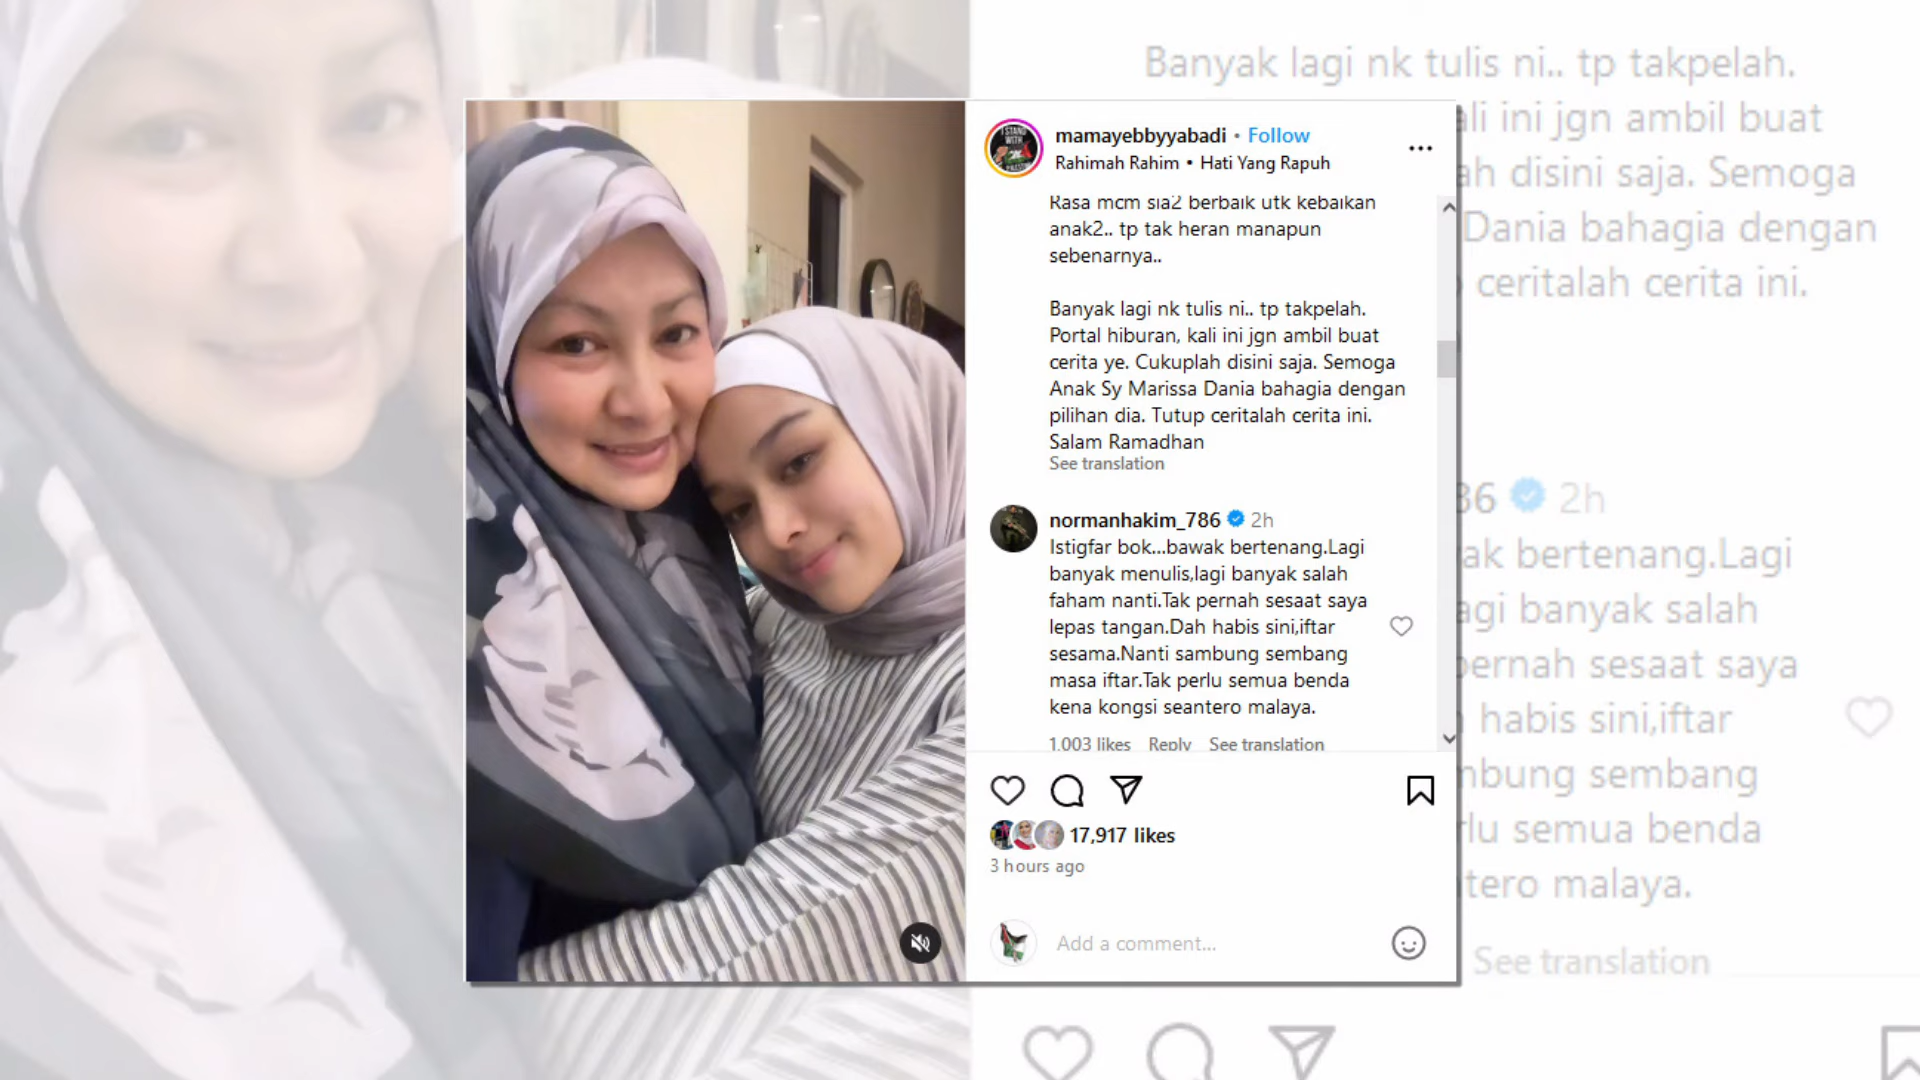 Banyak lagi nk tulis ni.. tp takpelah.
ali ini jgn ambil buat
ah disini saja. Semoga
Dania bahagia dengan
ceritalah cerita ini.
36 2h
ak bertenang.Lagi
agi banyak salah
pernah sesaat saya
habis sini,iftar
mbung sembang
rlu semua benda
tero malaya.
See translation
mamayebbyyabadi • Follow
Rahimah Rahim • Hati Yang Rapuh
Rasa mcm sia2 berbaik utk kebaikan
anak2.. tp tak heran manapun
sebenarnya..
Banyak lagi nk tulis ni.. tp takpelah.
Portal hiburan, kali ini jgn ambil buat
cerita ye. Cukuplah disini saja. Semoga
Anak Sy Marissa Dania bahagia dengan
pilihan dia. Tutup ceritalah cerita ini.
Salam Ramadhan
See translation
normanhakim_786 2h
Istigfar bok...bawak bertenang.Lagi
banyak menulis,lagi banyak salah
faham nanti.Tak pernah sesaat saya
lepas tangan.Dah habis sini,iftar
sesama.Nanti sambung sembang
masa iftar.Tak perlu semua benda
kena kongsi seantero malaya.
1,003 likes Reply See translation
17,917 likes
3 hours ago
Add a comment...
I STAND
WITH